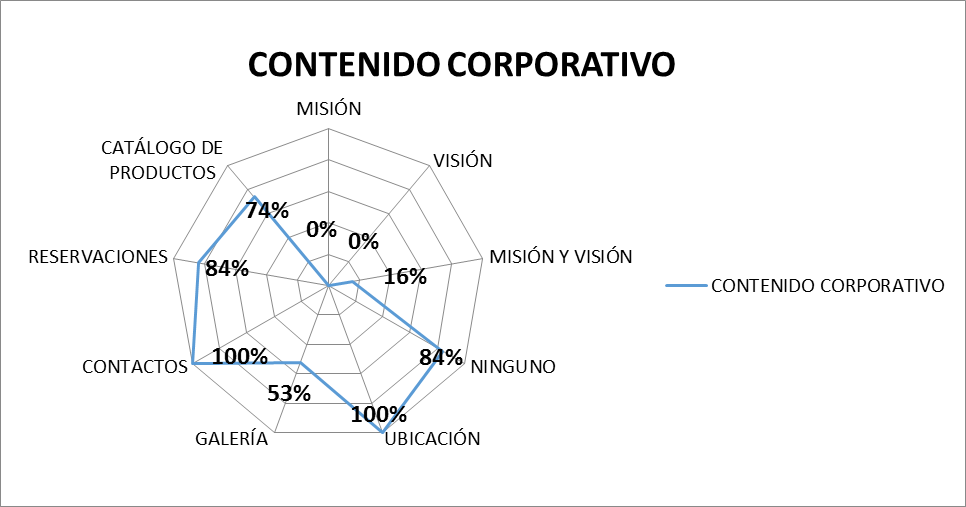 CONTENIDO CORPORATIVO
MISIÓN
VISIÓN
MISIÓN Y VISIÓN
NINGUNO
UBICACIÓN
GALERÍA
CONTACTOS
RESERVACIONES
CATÁLOGO DE
PRODUCTOS
0%
0%
16%
84%
100%
53%
100%
84%
74%
CONTENIDO CORPORATIVO